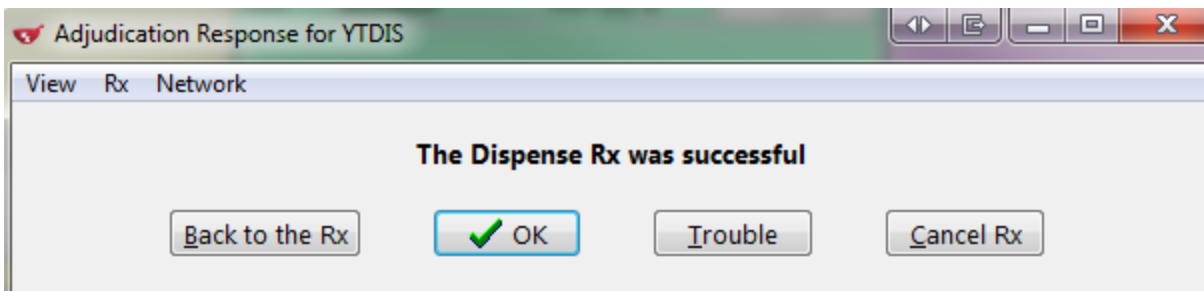 Adjudication Response for YTDIS
View Rx Network
The Dispense Rx was successful
Back to the Rx OK Trouble Cancel Rx